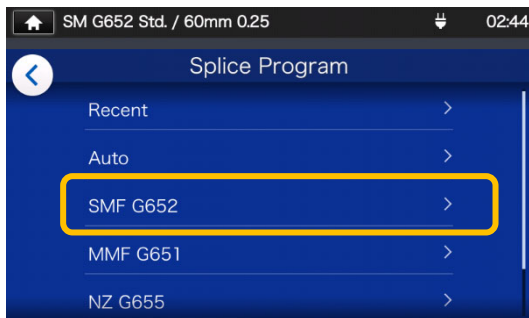 SM G652 Std. / 60mm 0.25 02:44
Splice Program
Recent
Auto
SMF G652
MMF G651
NZ G655